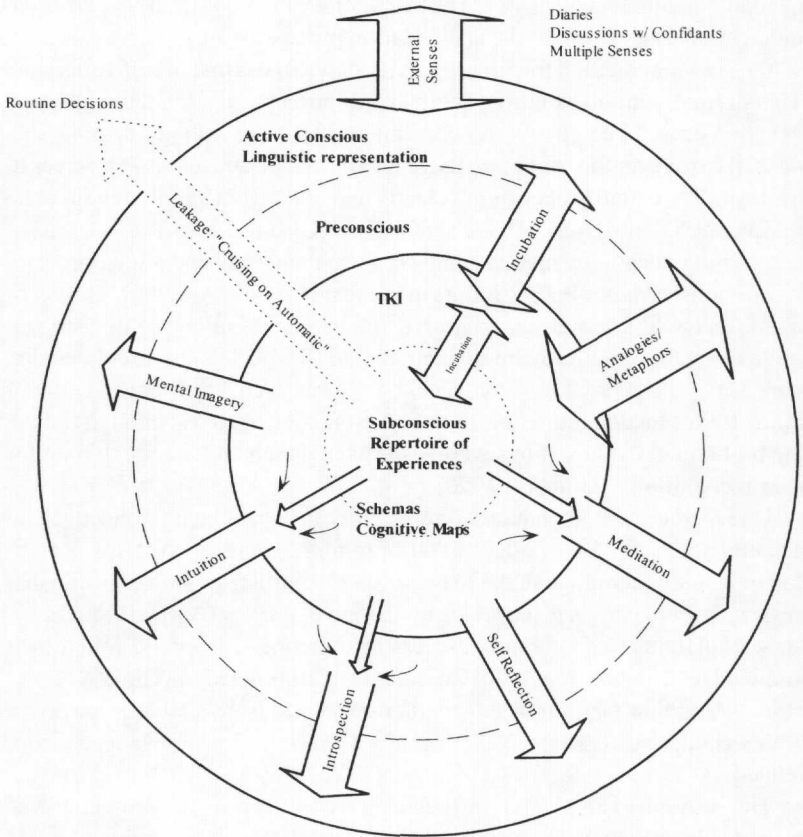 Diaries
Discussions w/ Confidants
Multiple Senses
External
Senses
Routine Decisions
Active Conscious
Linguistic representation
Leakage- "Cruising on Automatic"
Preconscious
Incubation
TKI
Incubation
Analogies/
Metaphors
Mental Imagery
Subconscious
Repertoire of
Experiences
Schemas
Cognitive Maps
Intuition
Meditation
Self Reflection
Introspection